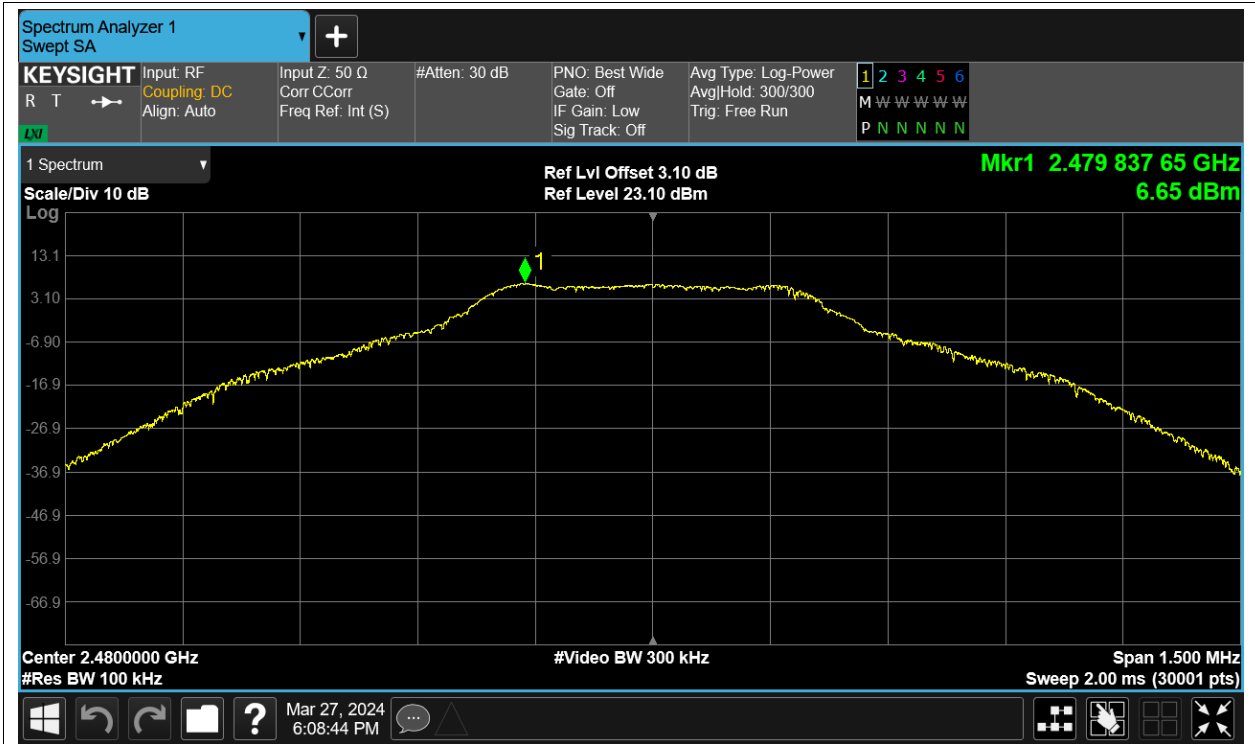 Spectrum Analyzer 1
Swept SA
+
KEYSIGHT
R T
LXI
Input: RF
Coupling: DC
Align: Auto
Input Z: 50 Ω
Corr CCorr
Freq Ref: Int (S)
#Atten: 30 dB
PNO: Best Wide
Gate: Off
IF Gain: Low
Sig Track: Off
Avg Type: Log-Power
Avg|Hold: 300/300
Trig: Free Run
1 2 3 4 5 6
M W W W W W
P N N N N N
1 Spectrum
Scale/Div 10 dB
Log
Ref Lvl Offset 3.10 dB
Ref Level 23.10 dBm
Mkr1 2.479 837 65 GHz
6.65 dBm
1
13.1
3.10
-6.90
-16.9
-26.9
-36.9
-46.9
-56.9
-66.9
Center 2.4800000 GHz
#Res BW 100 kHz
#Video BW 300 kHz
Span 1.500 MHz
Sweep 2.00 ms (30001 pts)
?
Mar 27, 2024
6:08:44 PM